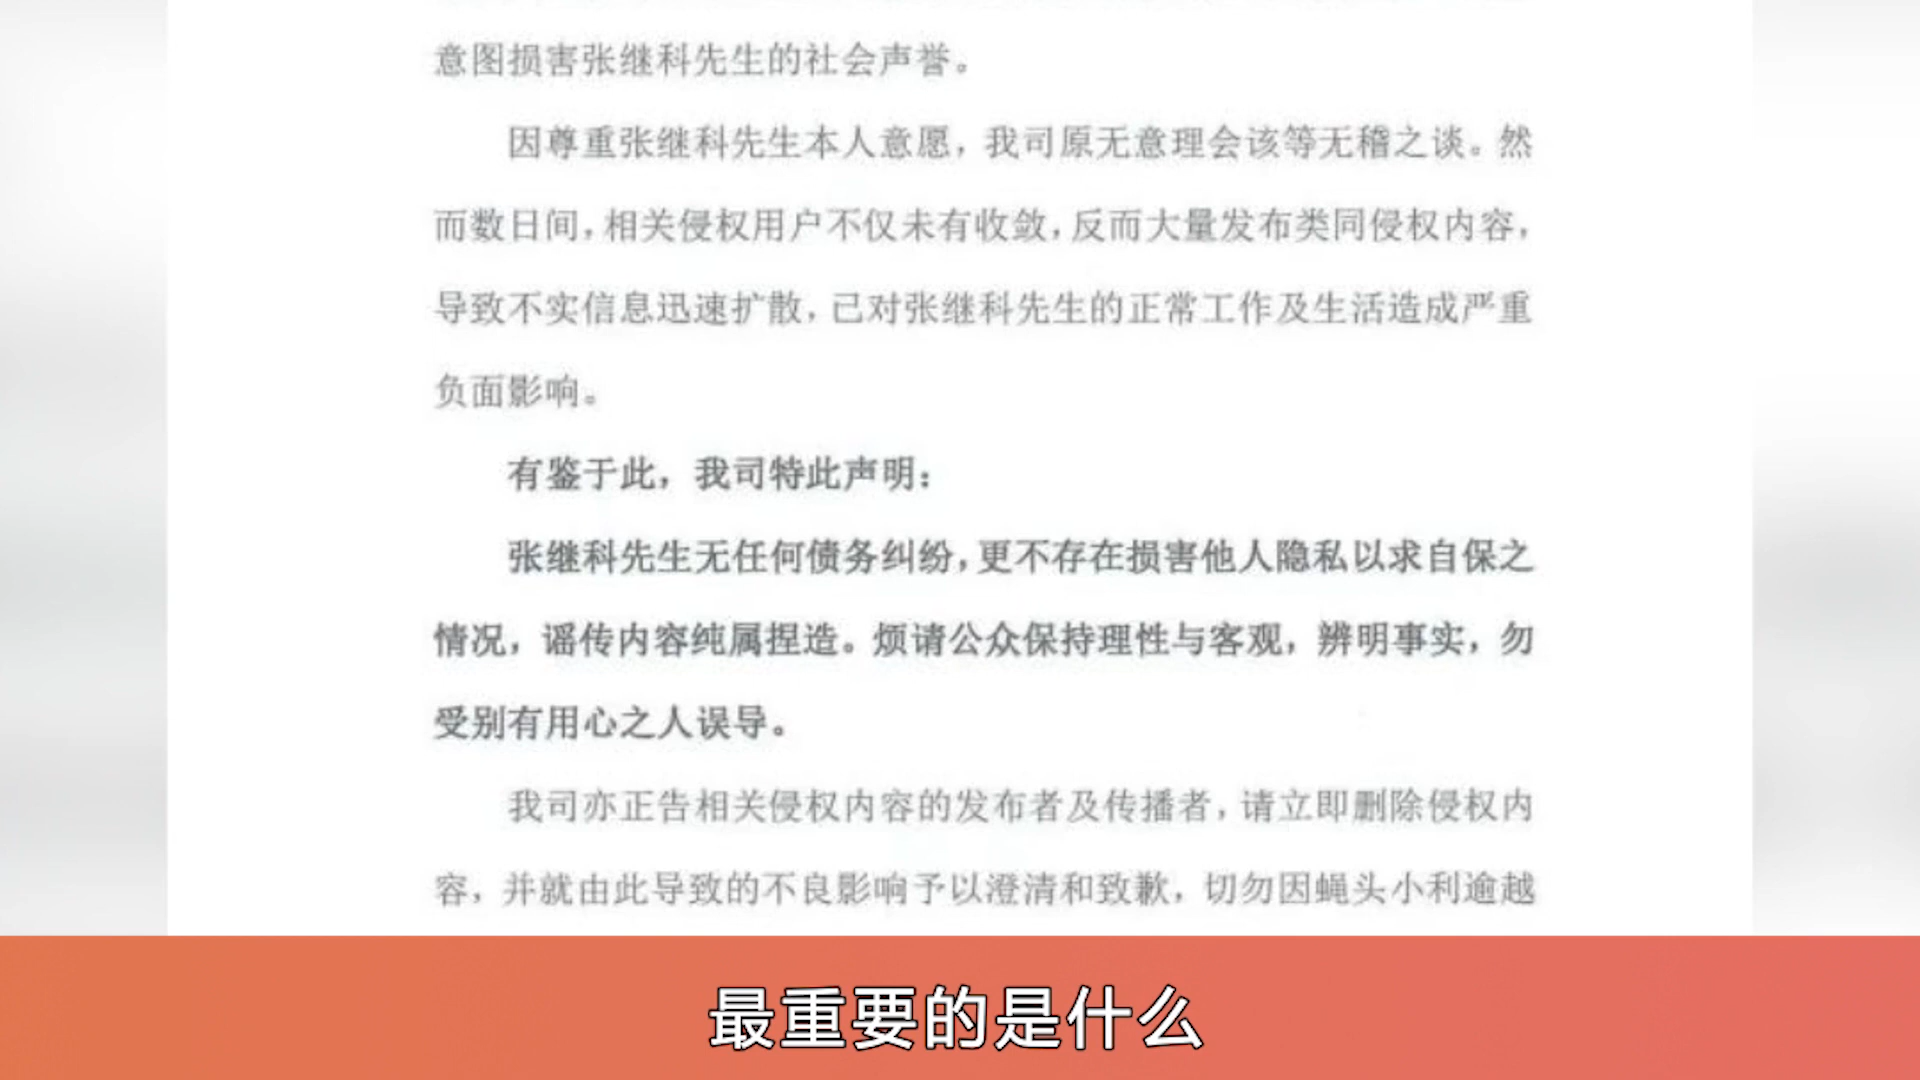 意图损害张继科先生的社会声誉。
因尊重张继科先生本人意愿，我司原无意理会该等无稽之谈。然
而数日间，相关侵权用户不仅未有收敛，反而大量发布类同侵权内容，
导致不实信息迅速扩散，已对张继科先生的正常工作及生活造成严重
负面影响。
有鉴于此，我司特此声明：
张继科先生无任何债务纠纷，更不存在损害他人隐私以求自保之
情况，谣传内容纯属捏造。烦请公众保持理性与客观，辨明事实，勿
受别有用心之人误导。
我司亦正告相关侵权内容的发布者及传播者，请立即删除侵权内
容，并就由此导致的不良影响予以澄清和致歉，切勿因蝇头小利逾越
最重要的是什么